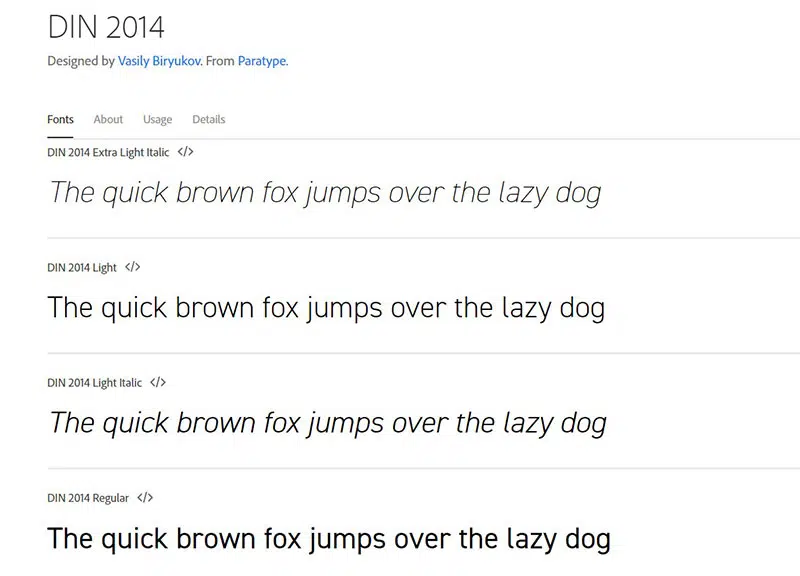 DIN 2014
Designed by Vasily Biryukov. From Paratype.
Fonts About Usage Details
DIN 2014 Extra Light Italic </>
The quick brown fox jumps over the lazy dog
DIN 2014 Light </>
The quick brown fox jumps over the lazy dog
DIN 2014 Light Italic </>
The quick brown fox jumps over the lazy dog
DIN 2014 Regular </>
The quick brown fox jumps over the lazy dog